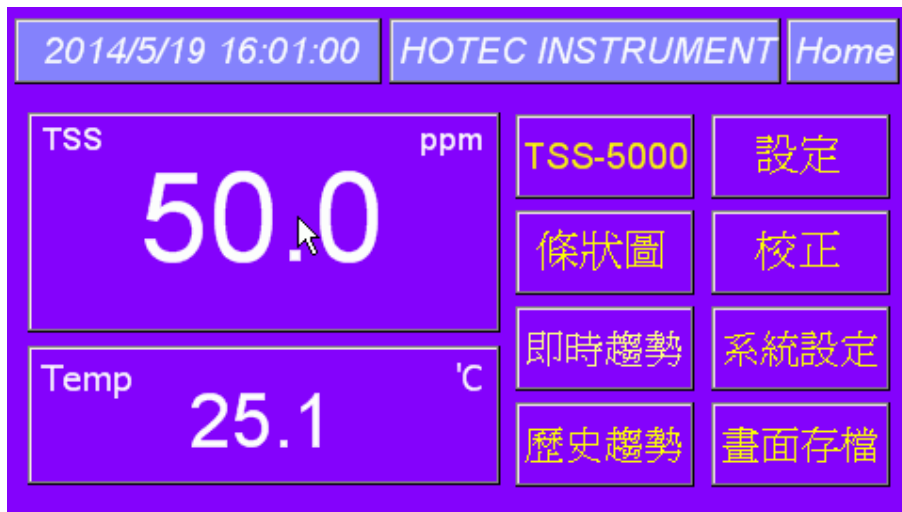 2014/5/19 16:01:00 HOTEC INSTRUMENT Home
TSS ppm
50.0
Temp 'C
25.1
TSS-5000 設定
條狀圖 校正
即時趨勢 系統設定
歷史趨勢 畫面存檔